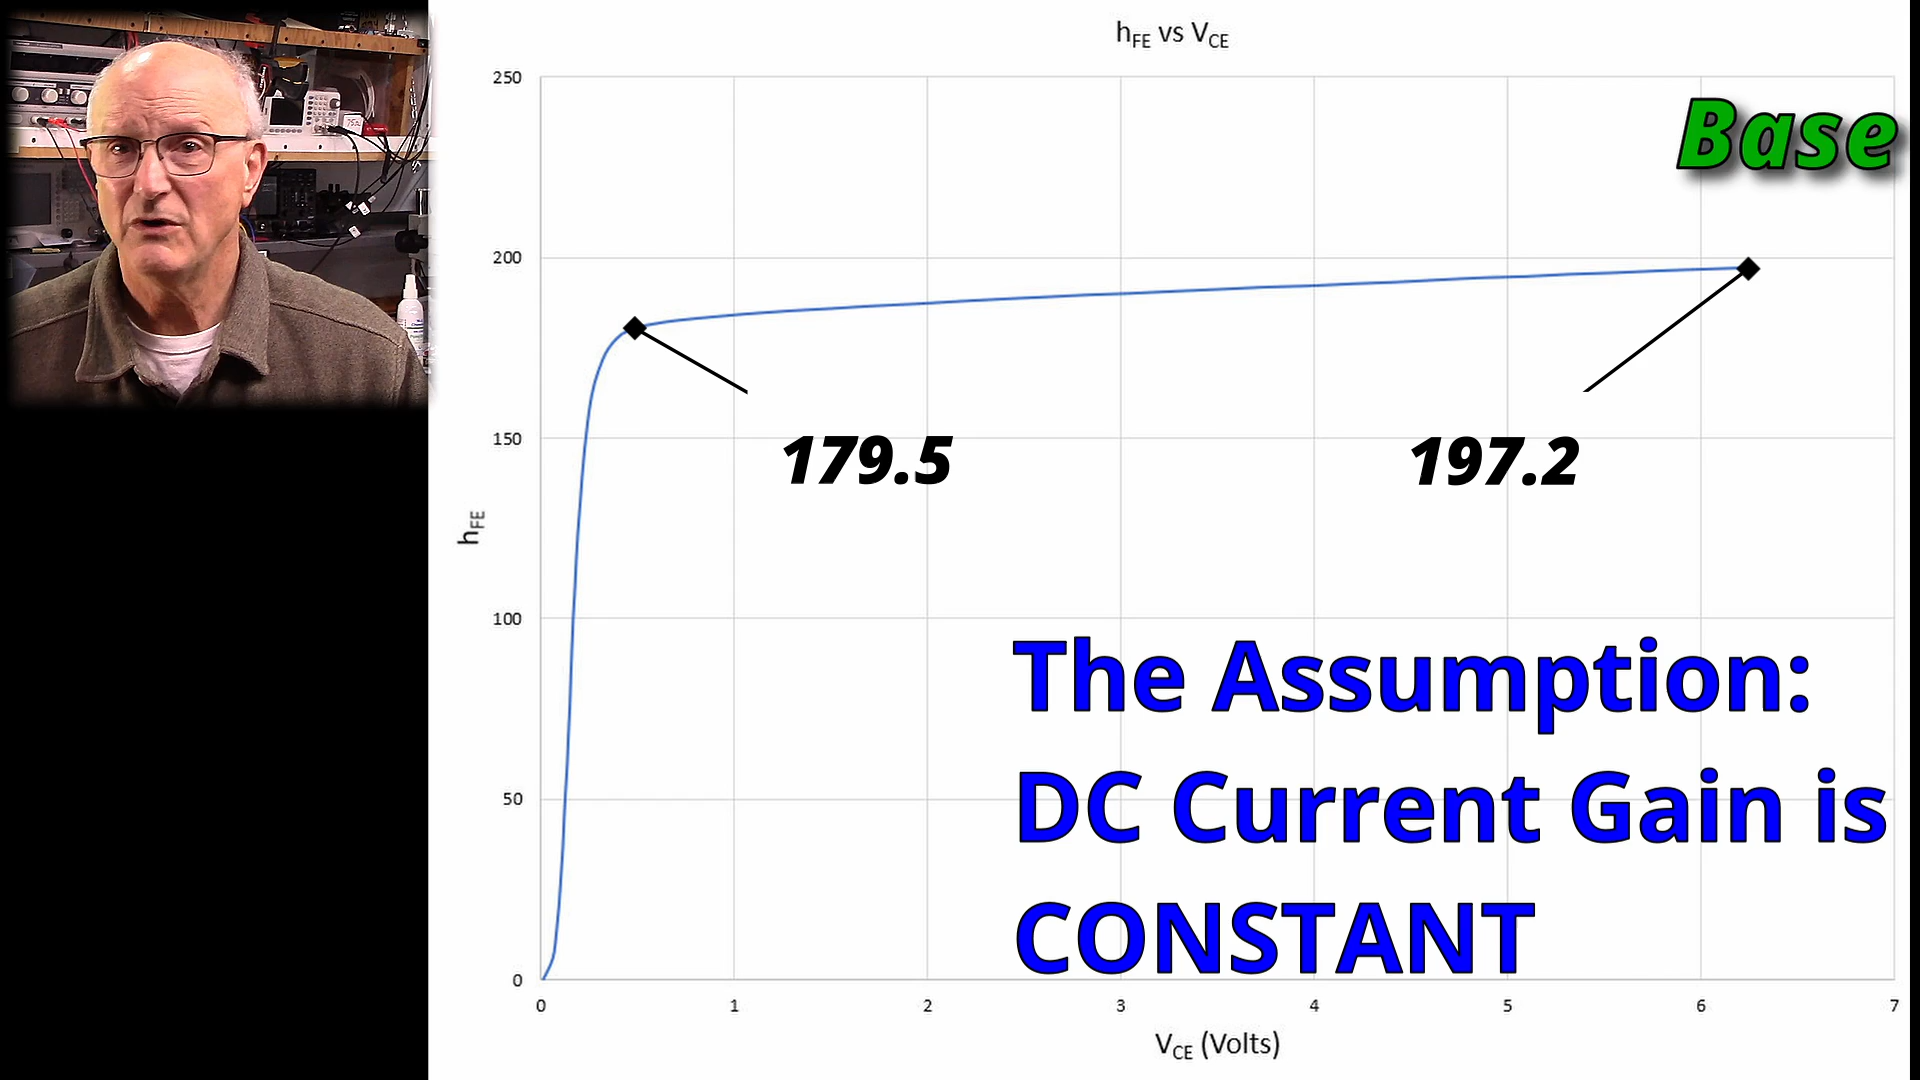 hFE vs VCE
250
Base
200
150
179.5
197.2
hFE
100
The Assumption:
50
DC Current Gain is
CONSTANT
0
0 1 2 3 4 5 6 7
VCE (Volts)